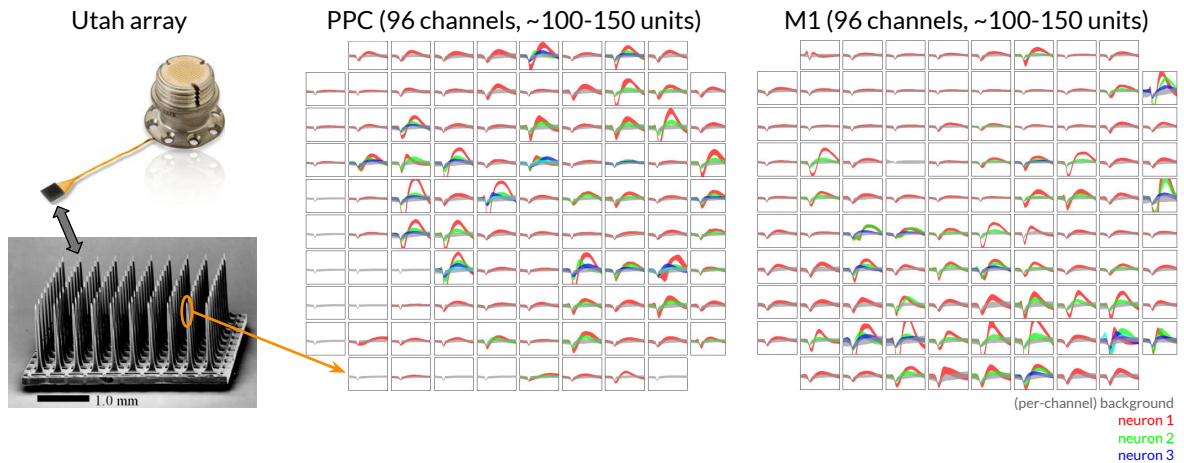 Utah array
PPC (96 channels, ~100-150 units)
M1 (96 channels, ~100-150 units)
1.0 mm
(per-channel) background
neuron 1
neuron 2
neuron 3